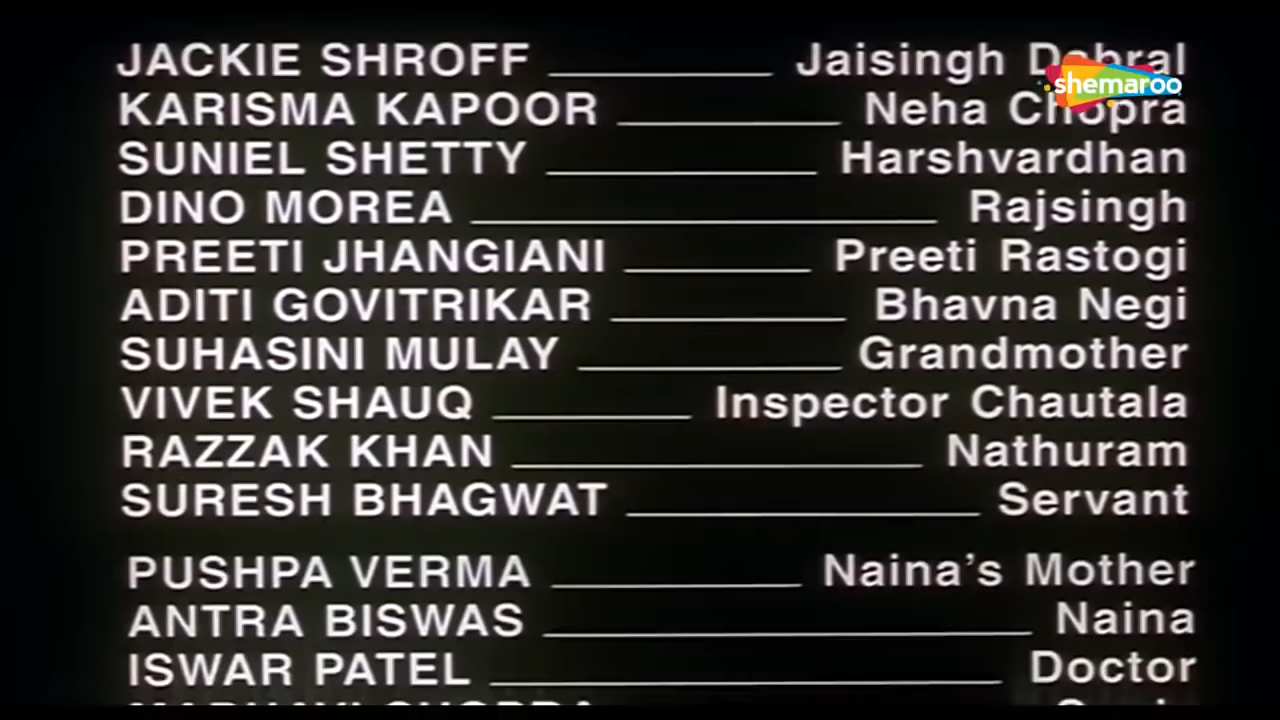 JACKIE SHROFF Jaisingh Dobral
shemaroo
KARISMA KAPOOR Neha Chopra
SUNIEL SHETTY Harshvardhan
DINO MOREA Rajsingh
PREETI JHANGIANI Preeti Rastogi
ADITI GOVITRIKAR Bhavna Negi
SUHASINI MULAY Grandmother
VIVEK SHAUQ Inspector Chautala
RAZZAK KHAN Nathuram
SURESH BHAGWAT Servant
PUSHPA VERMA Naina's Mother
ANTRA BISWAS Naina
ISWAR PATEL Doctor